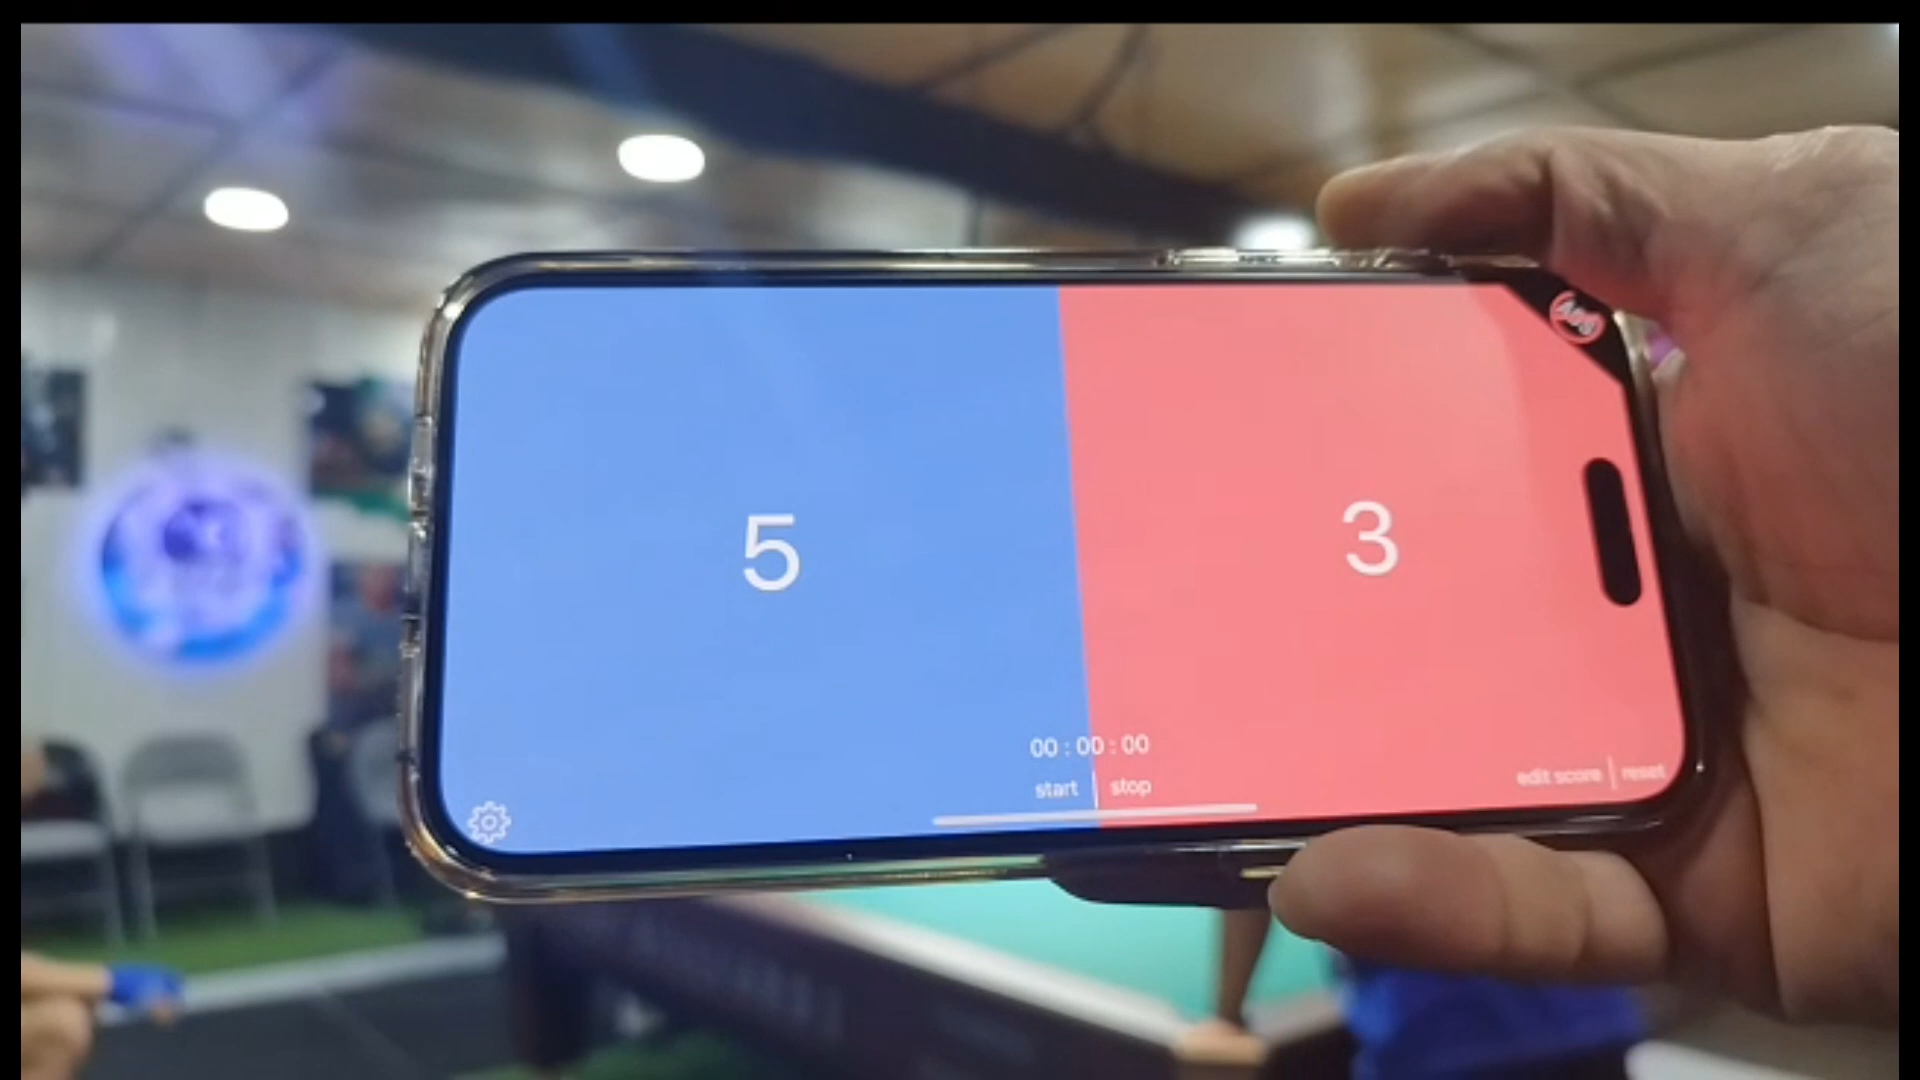 5
3
00 : 00 : 00
start | stop
edit score | reset